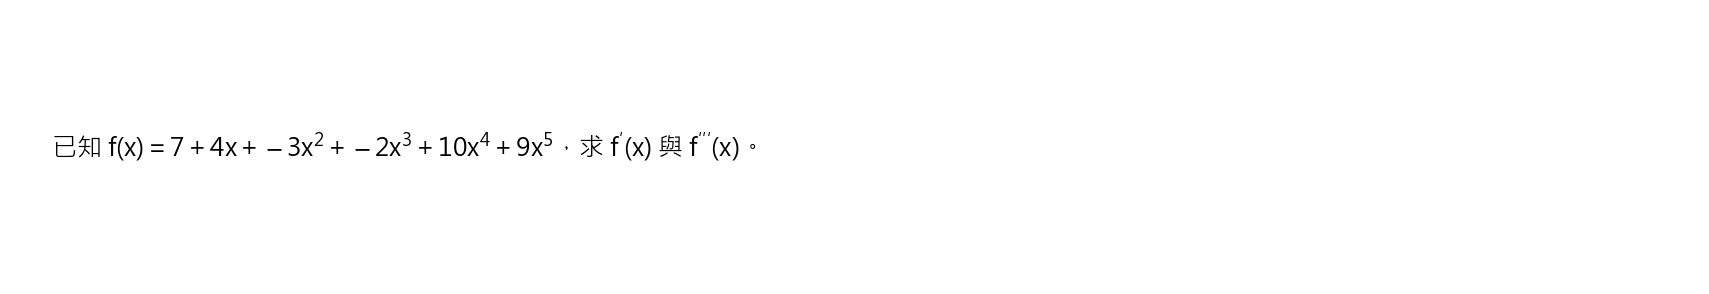 已知 f(x) = 7 + 4x + −3x² + −2x³ + 10x⁴ + 9x⁵，求 f′(x) 與 f′′′(x)。